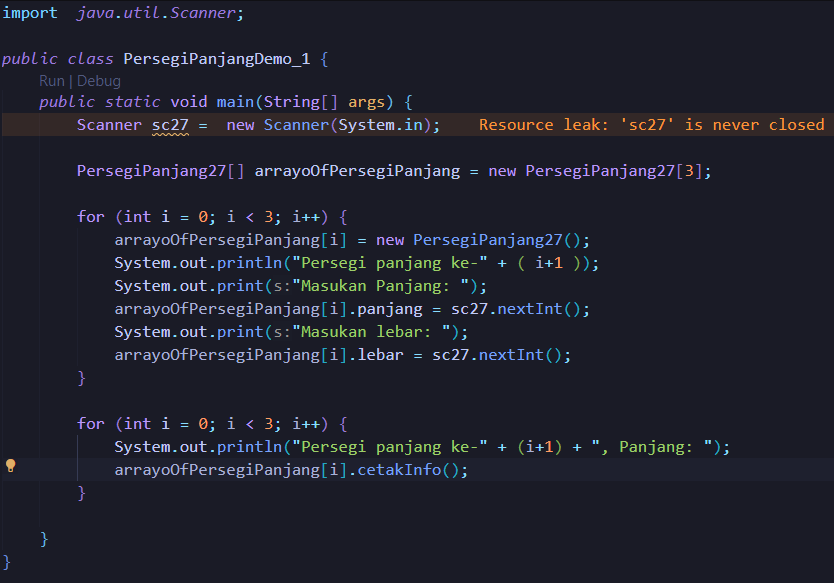 import  java.util.Scanner;
public class PersegiPanjangDemo_1 {
Run | Debug
public static void main(String[] args) {
Scanner sc27 =  new Scanner(System.in);    Resource leak: 'sc27' is never closed
PersegiPanjang27[] arrayoOfPersegiPanjang = new PersegiPanjang27[3];
for (int i = 0; i < 3; i++) {
arrayoOfPersegiPanjang[i] = new PersegiPanjang27();
System.out.println("Persegi panjang ke-" + ( i+1 ));
System.out.print(s:"Masukan Panjang: ");
arrayoOfPersegiPanjang[i].panjang = sc27.nextInt();
System.out.print(s:"Masukan lebar: ");
arrayoOfPersegiPanjang[i].lebar = sc27.nextInt();
}
for (int i = 0; i < 3; i++) {
System.out.println("Persegi panjang ke-" + (i+1) + ", Panjang: ");
arrayoOfPersegiPanjang[i].cetakInfo();
}
}
}